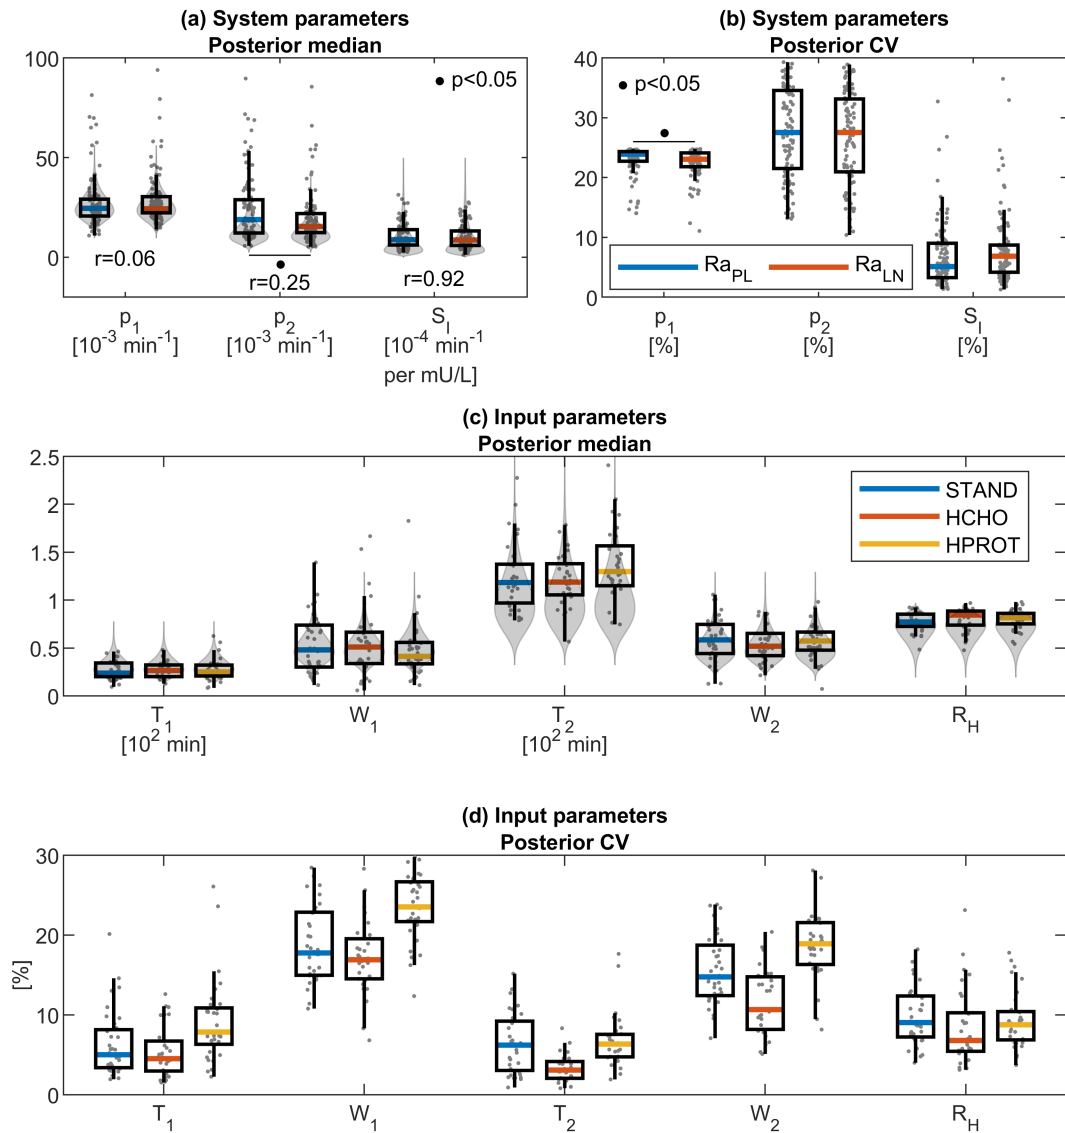 (a) System parameters
Posterior median
100
50
0
p<0.05
r=0.06
r=0.25
r=0.92
p1
[10-3 min-1]
p2
[10-3 min-1]
SI
[10-4 min-1
per mU/L]
(b) System parameters
Posterior CV
40
30
20
10
0
p<0.05
RaPL
RaLN
p1
[%]
p2
[%]
SI
[%]
(c) Input parameters
Posterior median
2.5
2
1.5
1
0.5
0
STAND
HCHO
HPROT
T1
[102 min]
W1
T2
[102 min]
W2
RH
(d) Input parameters
Posterior CV
[%]
30
20
10
0
T1
W1
T2
W2
RH